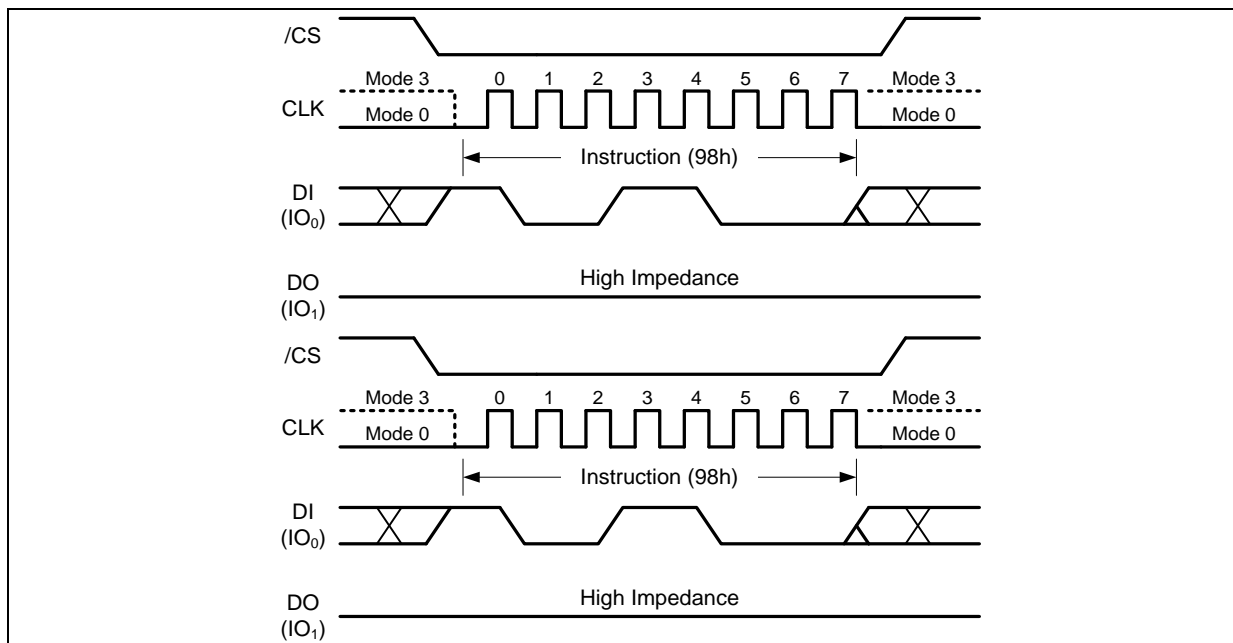 /CS
Mode 3 0 1 2 3 4 5 6 7 Mode 3
CLK
Mode 0 Mode 0
Instruction (98h)
DI
(IO₀)
DO High Impedance
(IO₁)
/CS
Mode 3 0 1 2 3 4 5 6 7 Mode 3
CLK
Mode 0 Mode 0
Instruction (98h)
DI
(IO₀)
DO High Impedance
(IO₁)